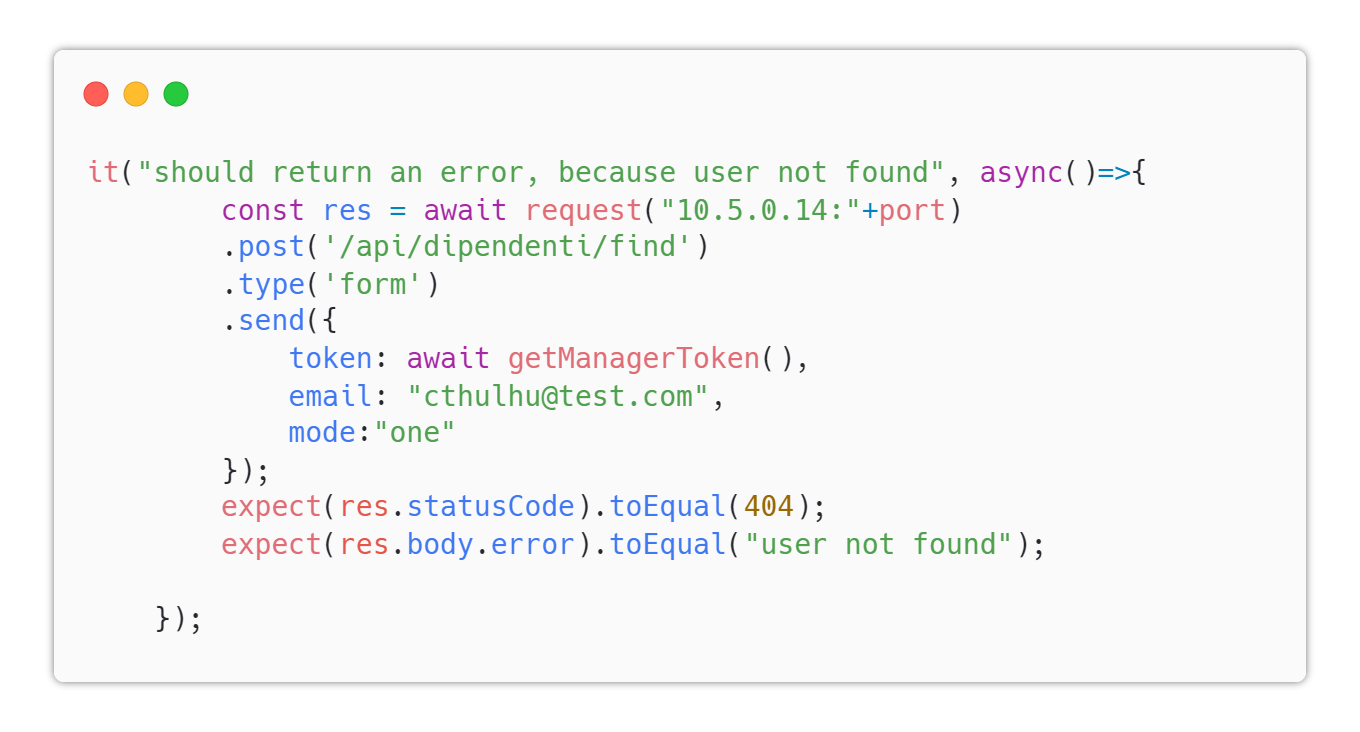 it("should return an error, because user not found", async()=>{
        const res = await request("10.5.0.14:"+port)
        .post('/api/dipendenti/find')
        .type('form')
        .send({
            token: await getManagerToken(),
            email: "cthulhu@test.com",
            mode:"one"
        });
        expect(res.statusCode).toEqual(404);
        expect(res.body.error).toEqual("user not found");

    });